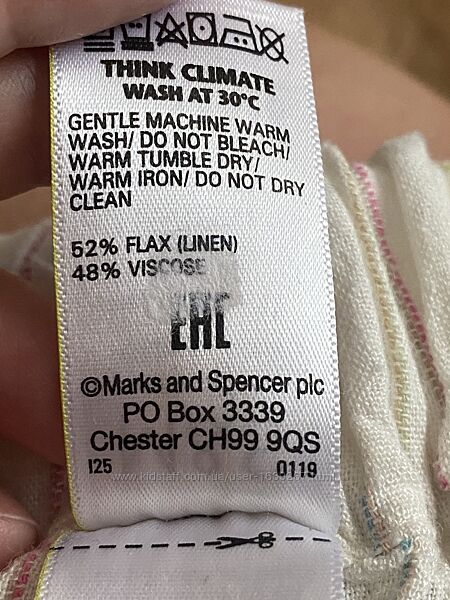 THINK CLIMATE
WASH AT 30°C
GENTLE MACHINE WARM
WASH/ DO NOT BLEACH/
WARM TUMBLE DRY/
WARM IRON/ DO NOT DRY
CLEAN
52% FLAX (LINEN)
48% VISCOSE
EAC
©Marks and Spencer plc
PO Box 3339
Chester CH99 9QS
I25 0119